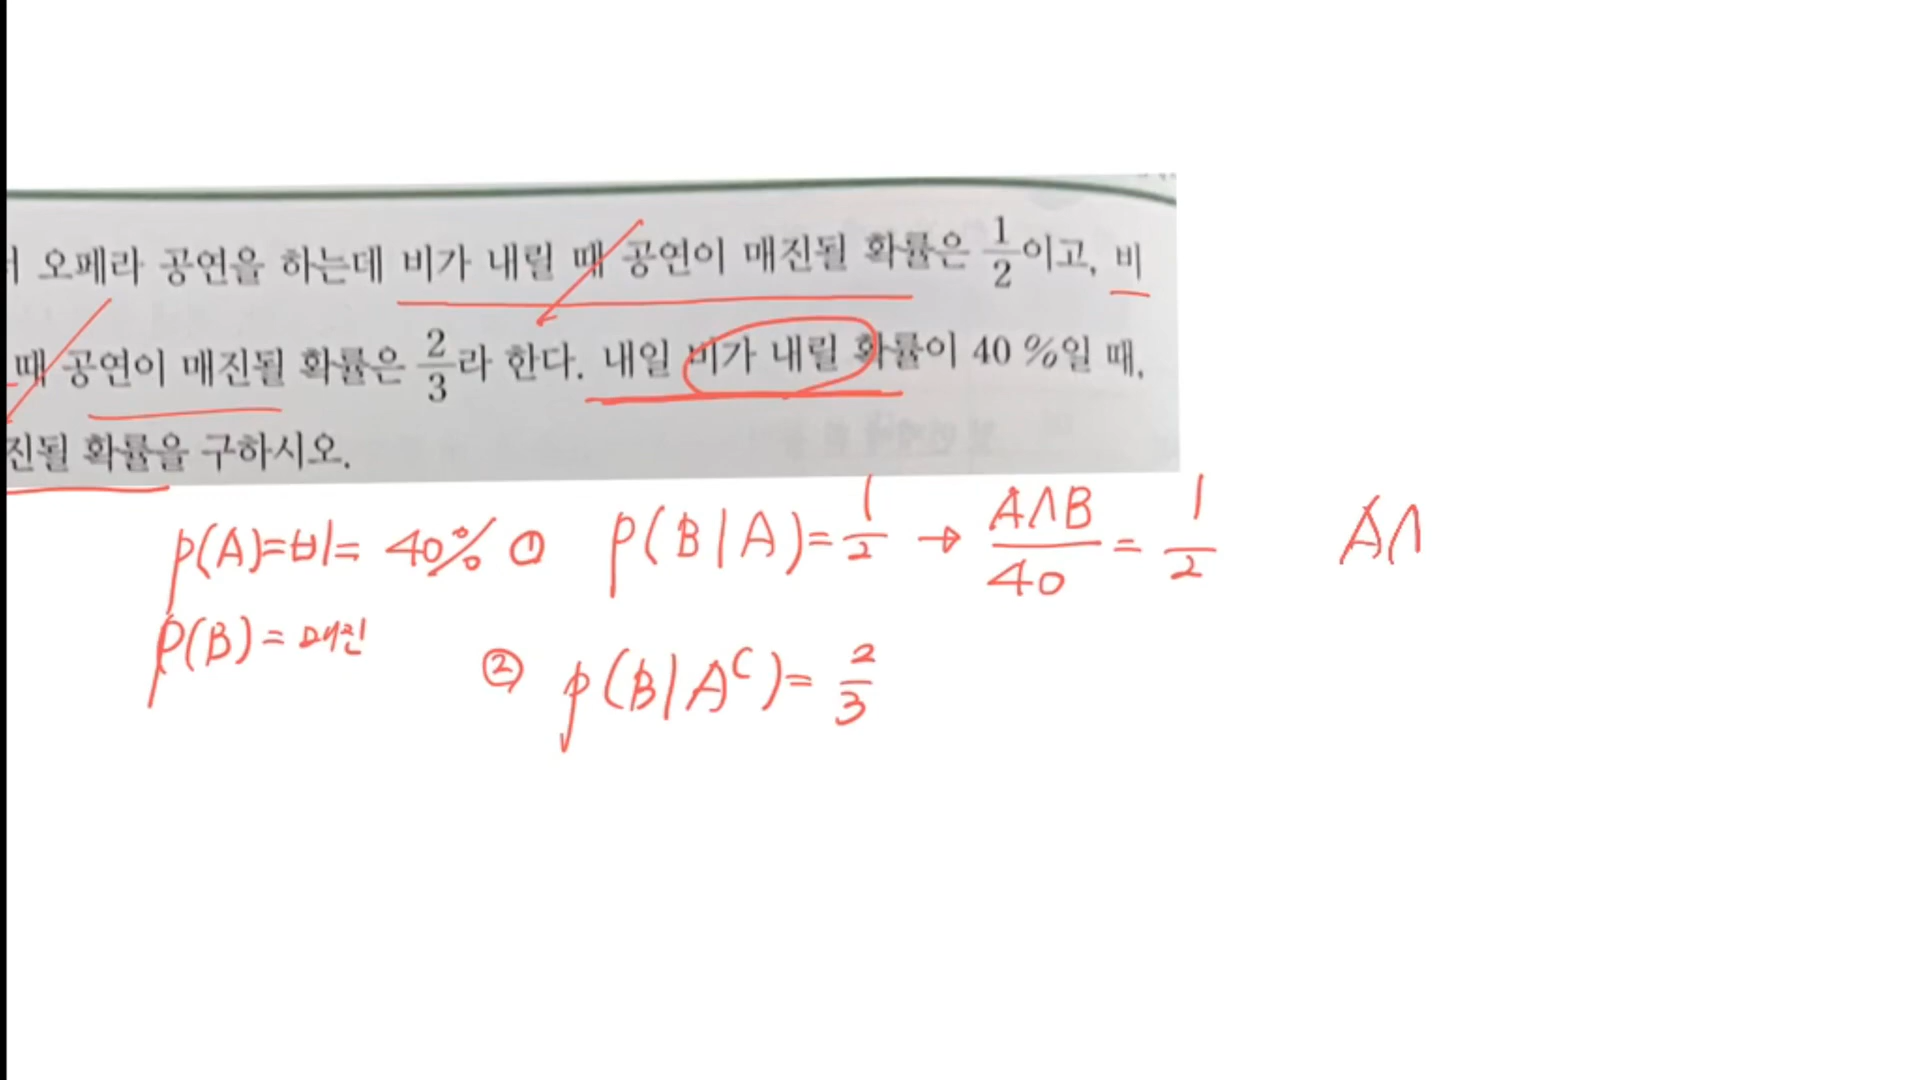 오페라 공연을 하는데 비가 내릴 때 공연이 매진될 확률은 1/2이고, 비
때 공연이 매진될 확률은 2/3라 한다. 내일 비가 내릴 확률이 40 %일 때,
진될 확률을 구하시오.
p(A)=비= 40% ① p(B|A)=1/2 → A∩B/40 = 1/2 A∩
p(B)= 매진
② p(B|A^C)= 2/3